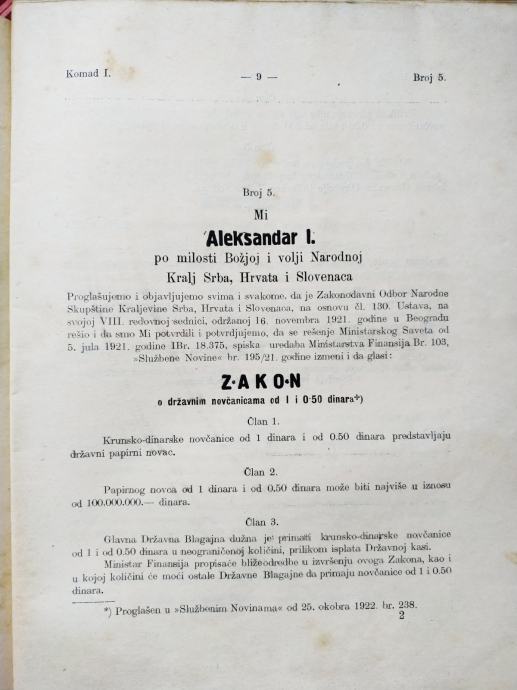 Komad I. — 9 — Broj 5.
Broj 5.
Mi
Aleksandar I.
po milosti Božjoj i volji Narodnoj
Kralj Srba, Hrvata i Slovenaca
Proglašujemo i objavljujemo svima i svakome, da je Zakonodavni Odbor Narodne
Skupštine Kraljevine Srba, Hrvata i Slovenaca, na osnovu čl. 130. Ustava, na
svojoj VIII. redovnoj sednici, održanoj 16. novembra 1921. godine u Beogradu
rešio i da smo Mi potvrdili i potvrdjujemo, da se rešenje Ministarskog Saveta od
5. jula 1921. godine IBr. 18.375, spiska uredaba Ministarstva Finansija Br. 103,
»Službene Novine« br. 195/21. godine izmeni i da glasi:
Z·A K O·N
o državnim novčanicama od 1 i 0·50 dinara*)
Član 1.
Krunsko-dinarske novčanice od 1 dinara i od 0.50 dinara predstavljaju
državni papirni novac.
Član 2.
Papirnog novca od 1 dinara i od 0.50 dinara može biti najviše u iznosu
od 100,000.000.— dinara.
Član 3.
Glavna Državna Blagajna dužna je primati krunsko-dinarske novčanice
od 1 i od 0.50 dinara u neograničenoj količini, prilikom isplata Državnoj kasi.
Ministar Finansija propisaće bližeodredbe u izvršenju ovoga Zakona, kao i
u kojoj količini će moći ostale Državne Blagajne da primaju novčanice od 1 i 0.50
dinara.
*) Proglašen u »Službenim Novinama« od 25. okobra 1922. br. 238.
2